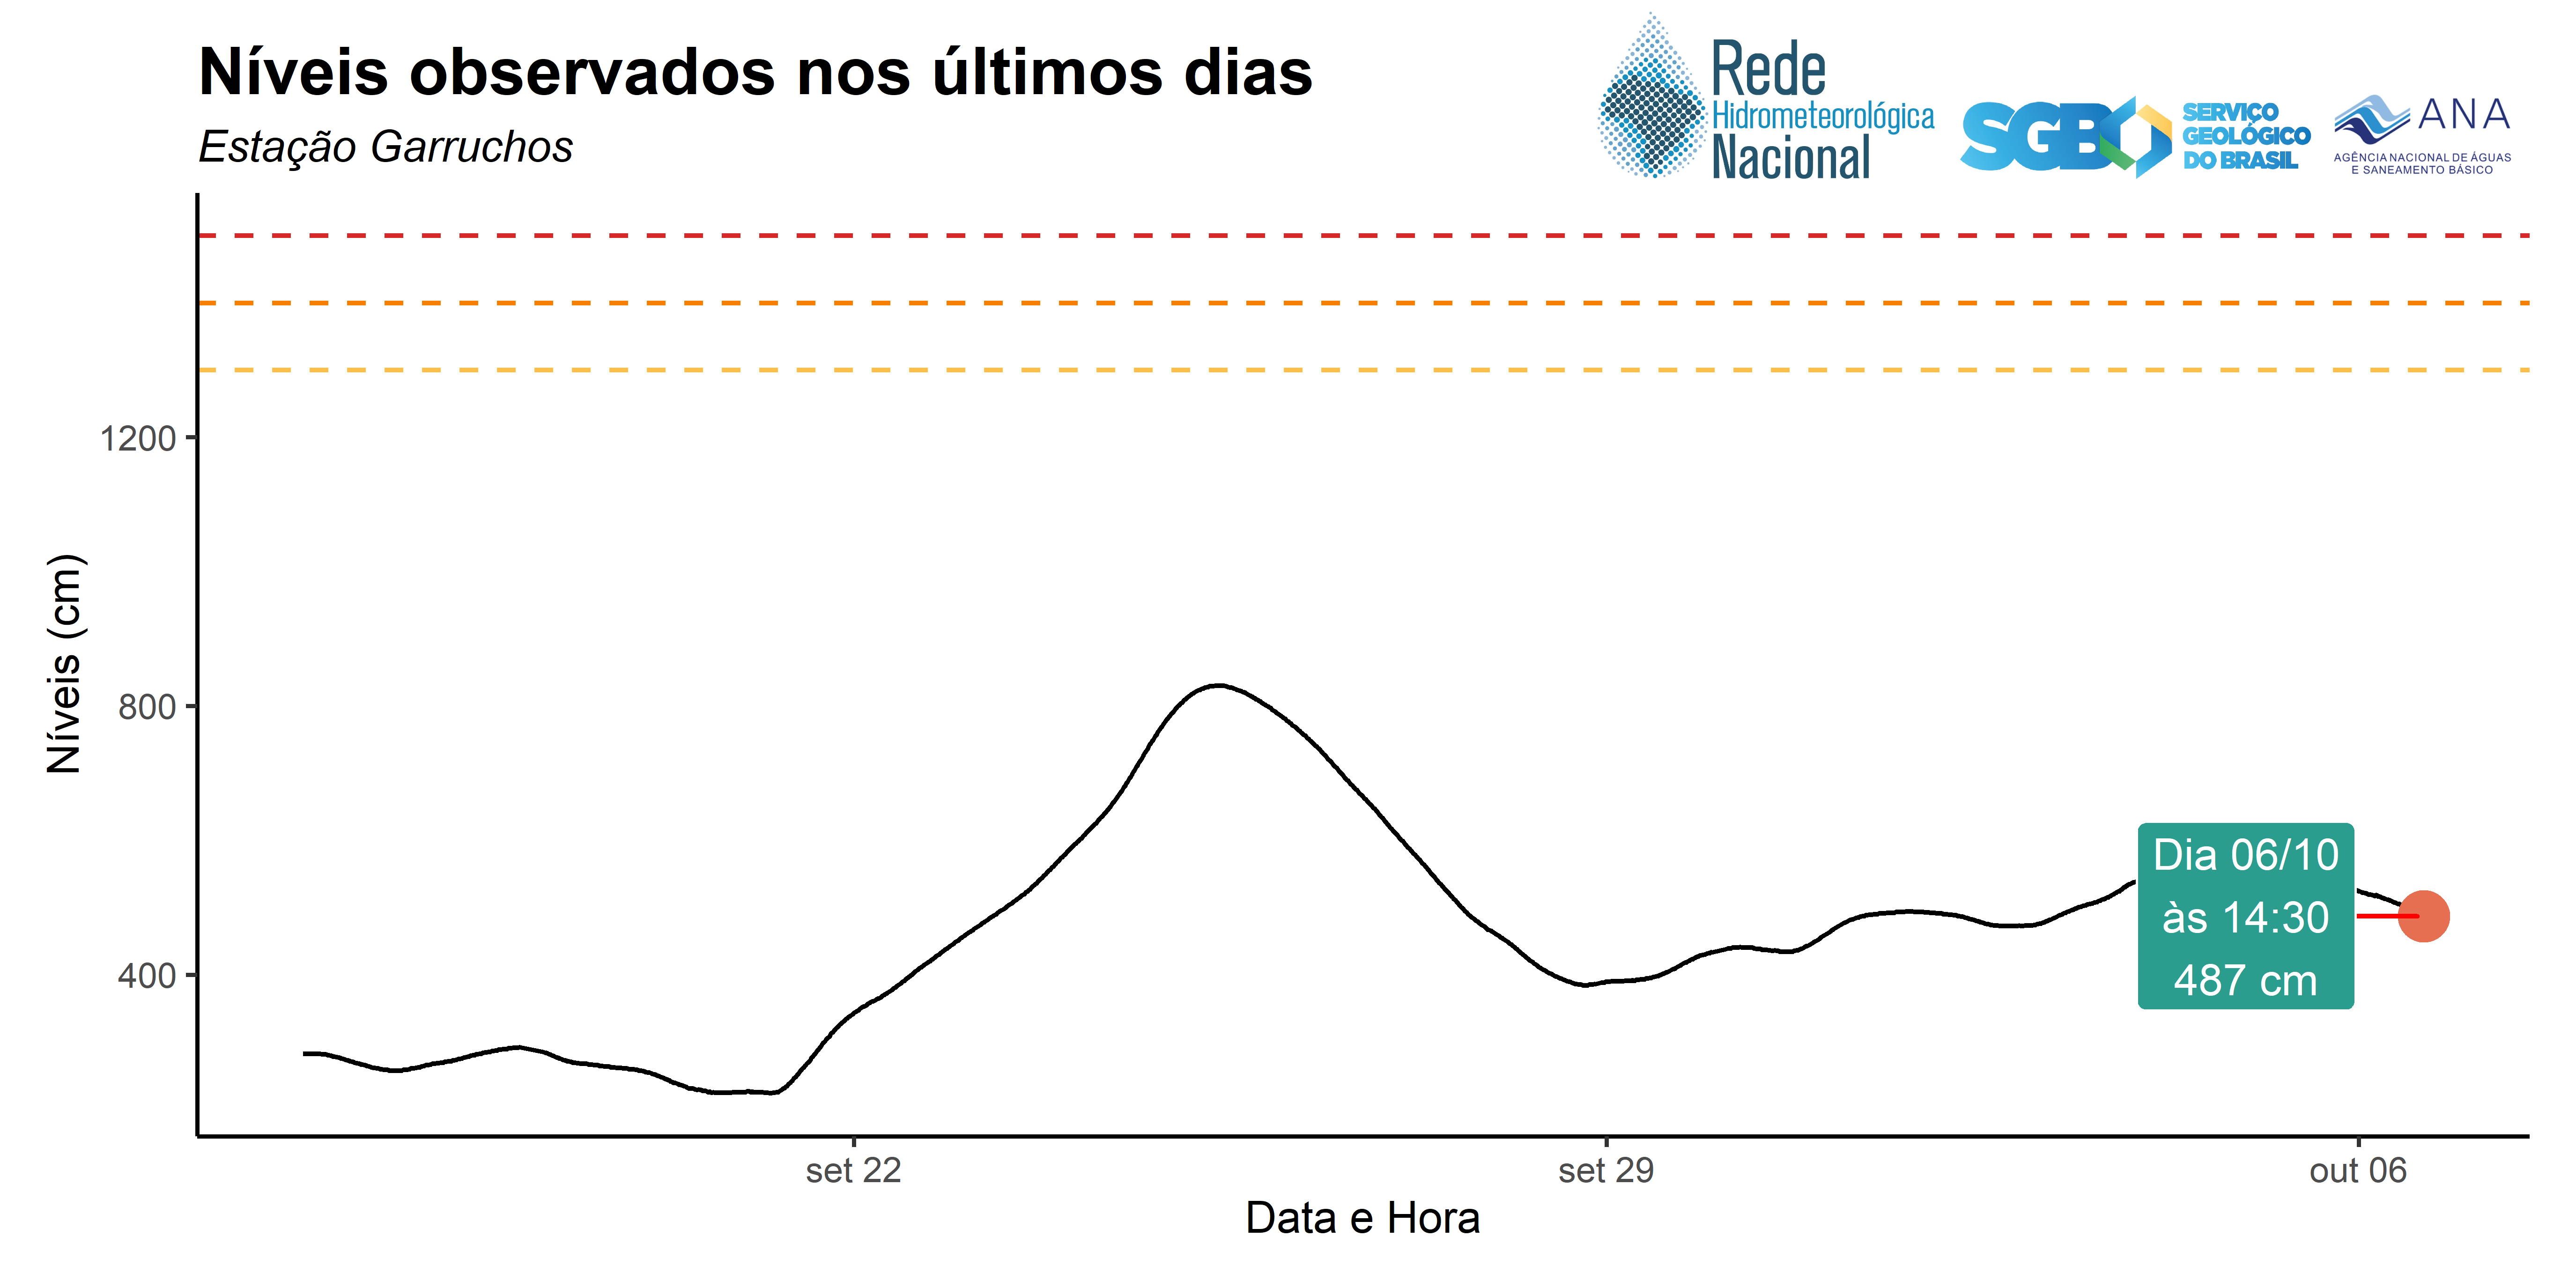 Níveis observados nos últimos dias
Estação Garruchos
Rede
Hidrometeorológica
Nacional
SGB
SERVIÇO
GEOLÓGICO
DO BRASIL
ANA
AGÊNCIA NACIONAL DE ÁGUAS
E SANEAMENTO BÁSICO
Níveis (cm)
1200
800
400
Dia 06/10
às 14:30
487 cm
set 22
set 29
out 06
Data e Hora